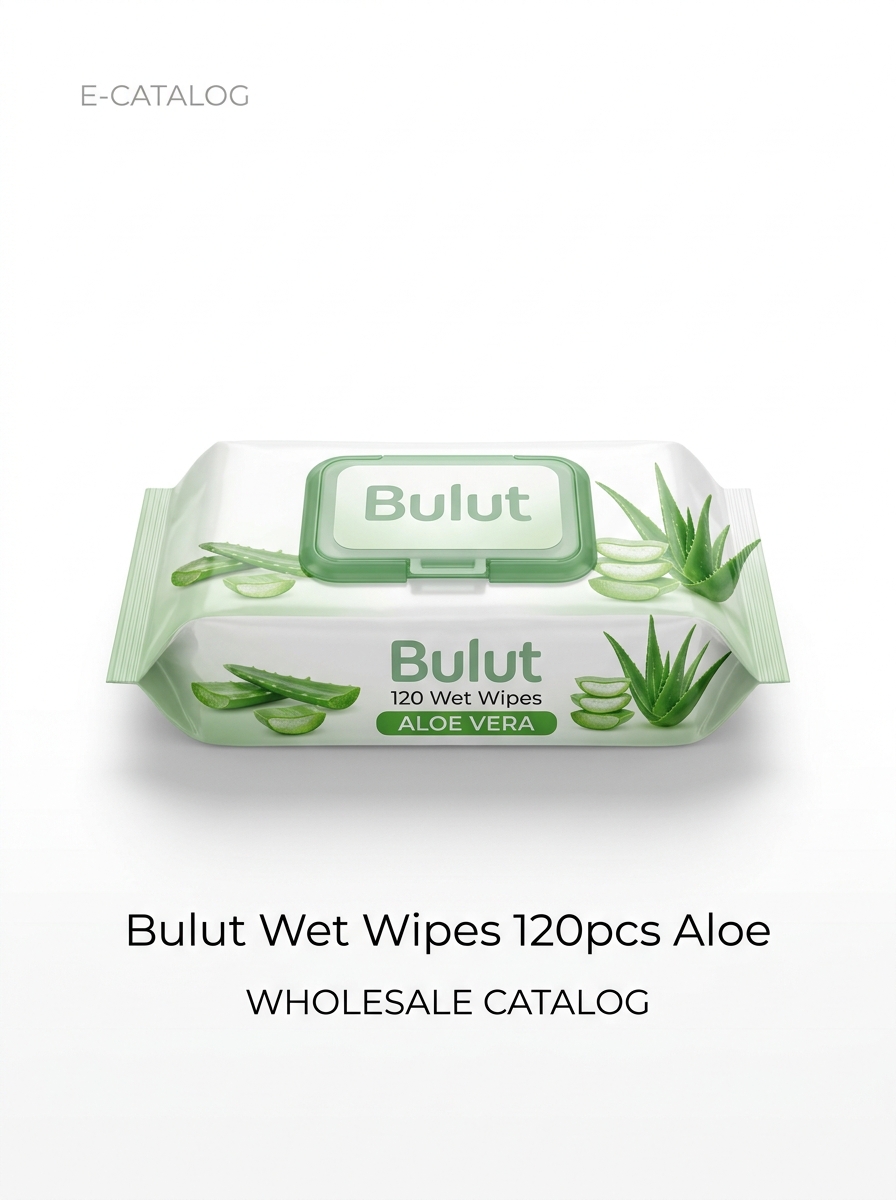 E-CATALOG
Bulut
Bulut
120 Wet Wipes
ALOE VERA
Bulut Wet Wipes 120pcs Aloe
WHOLESALE CATALOG